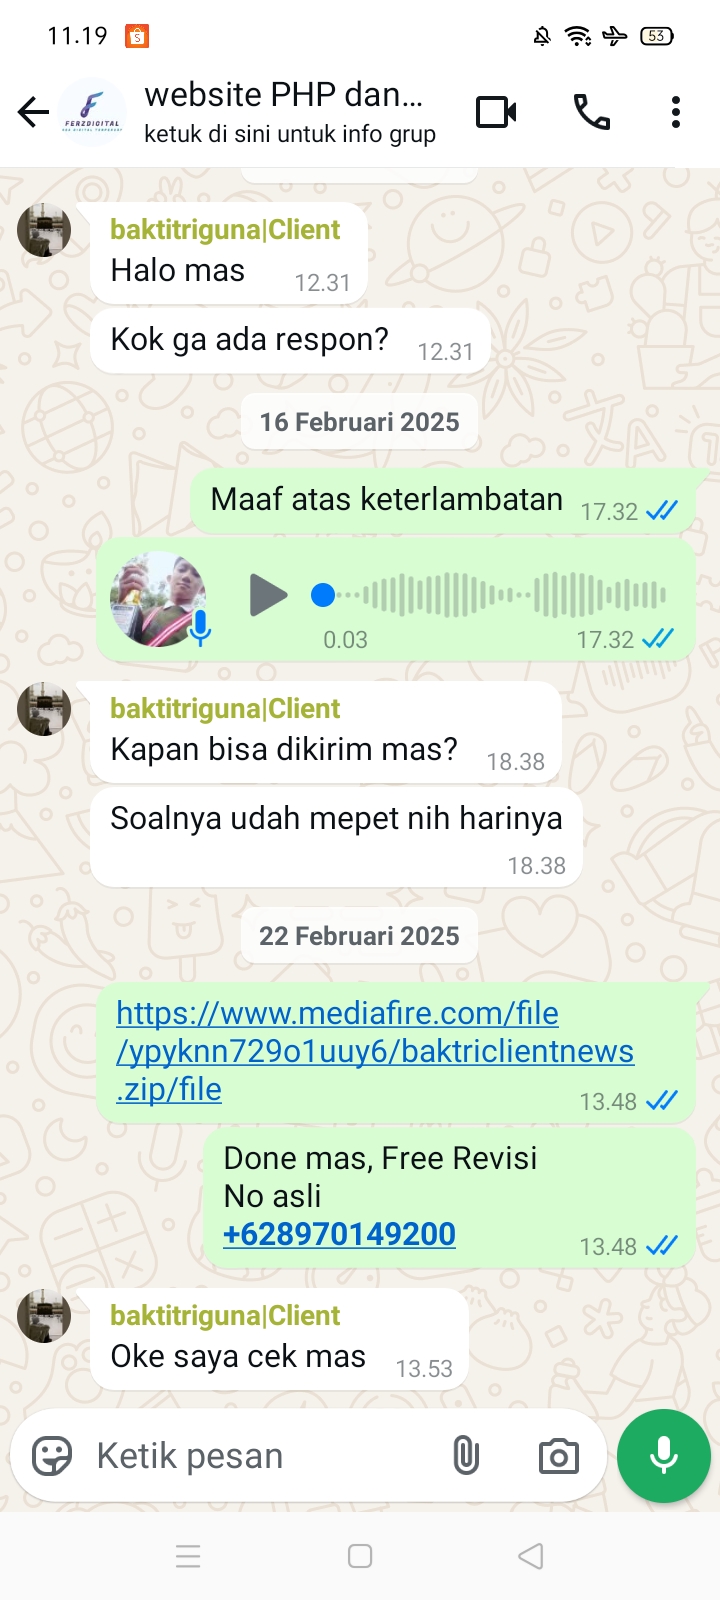 11.19
53
website PHP dan...
ketuk di sini untuk info grup
FERZDIGITAL
baktitriguna|Client
Halo mas
12.31
Kok ga ada respon?
12.31
16 Februari 2025
Maaf atas keterlambatan
17.32
0.03
17.32
baktitriguna|Client
Kapan bisa dikirim mas?
18.38
Soalnya udah mepet nih harinya
18.38
22 Februari 2025
https://www.mediafire.com/file
/ypyknn729o1uuy6/baktriclientnews
.zip/file
13.48
Done mas, Free Revisi
No asli
+628970149200
13.48
baktitriguna|Client
Oke saya cek mas
13.53
Ketik pesan